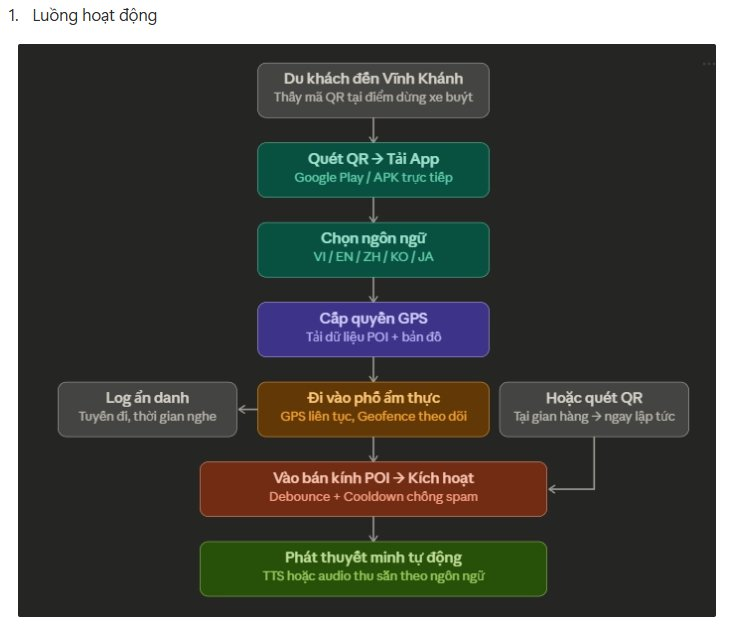 1. Luồng hoạt động
Du khách đến Vĩnh Khánh
Thấy mã QR tại điểm dừng xe buýt
Quét QR → Tải App
Google Play / APK trực tiếp
Chọn ngôn ngữ
VI / EN / ZH / KO / JA
Cấp quyền GPS
Tải dữ liệu POI + bản đồ
Log ẩn danh
Tuyến đi, thời gian nghe
Đi vào phố ẩm thực
GPS liên tục, Geofence theo dõi
Hoặc quét QR
Tại gian hàng → ngay lập tức
Vào bán kính POI → Kích hoạt
Debounce + Cooldown chống spam
Phát thuyết minh tự động
TTS hoặc audio thu sẵn theo ngôn ngữ